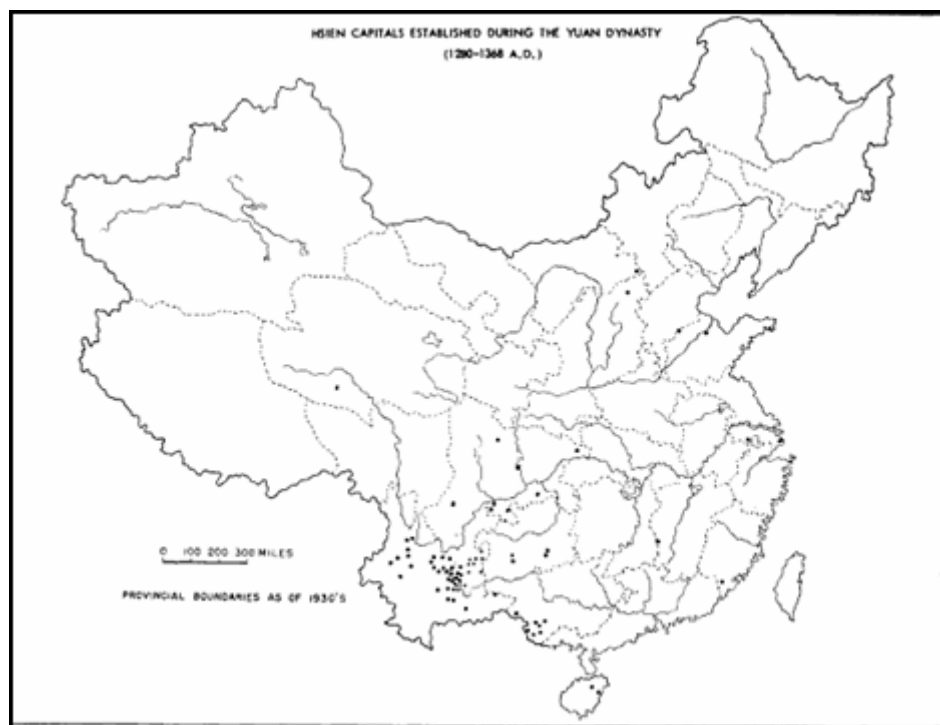 HSIEN CAPITALS ESTABLISHED DURING THE YUAN DYNASTY
(1280-1368 A.D.)
0 100 200 300 MILES
PROVINCIAL BOUNDARIES AS OF 1930'S